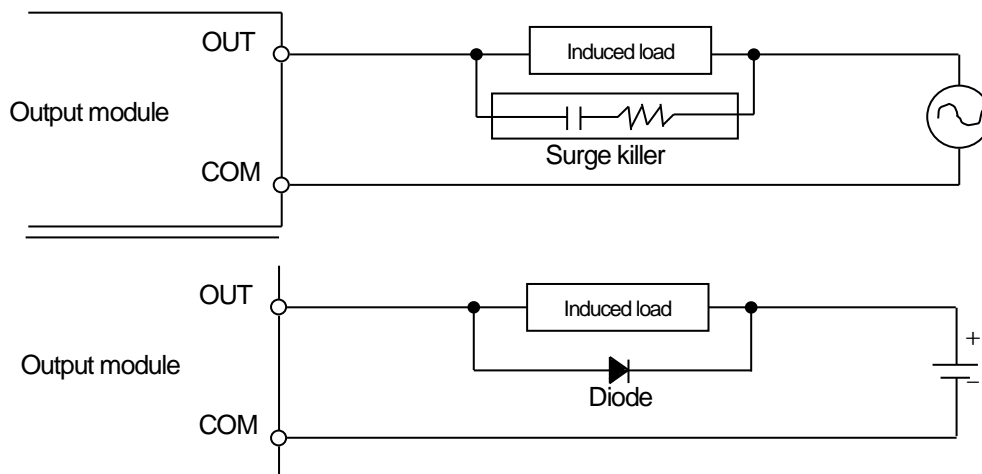 OUT
Induced load
Output module
Surge killer
COM
OUT
Induced load
+
Output module
−
Diode
COM